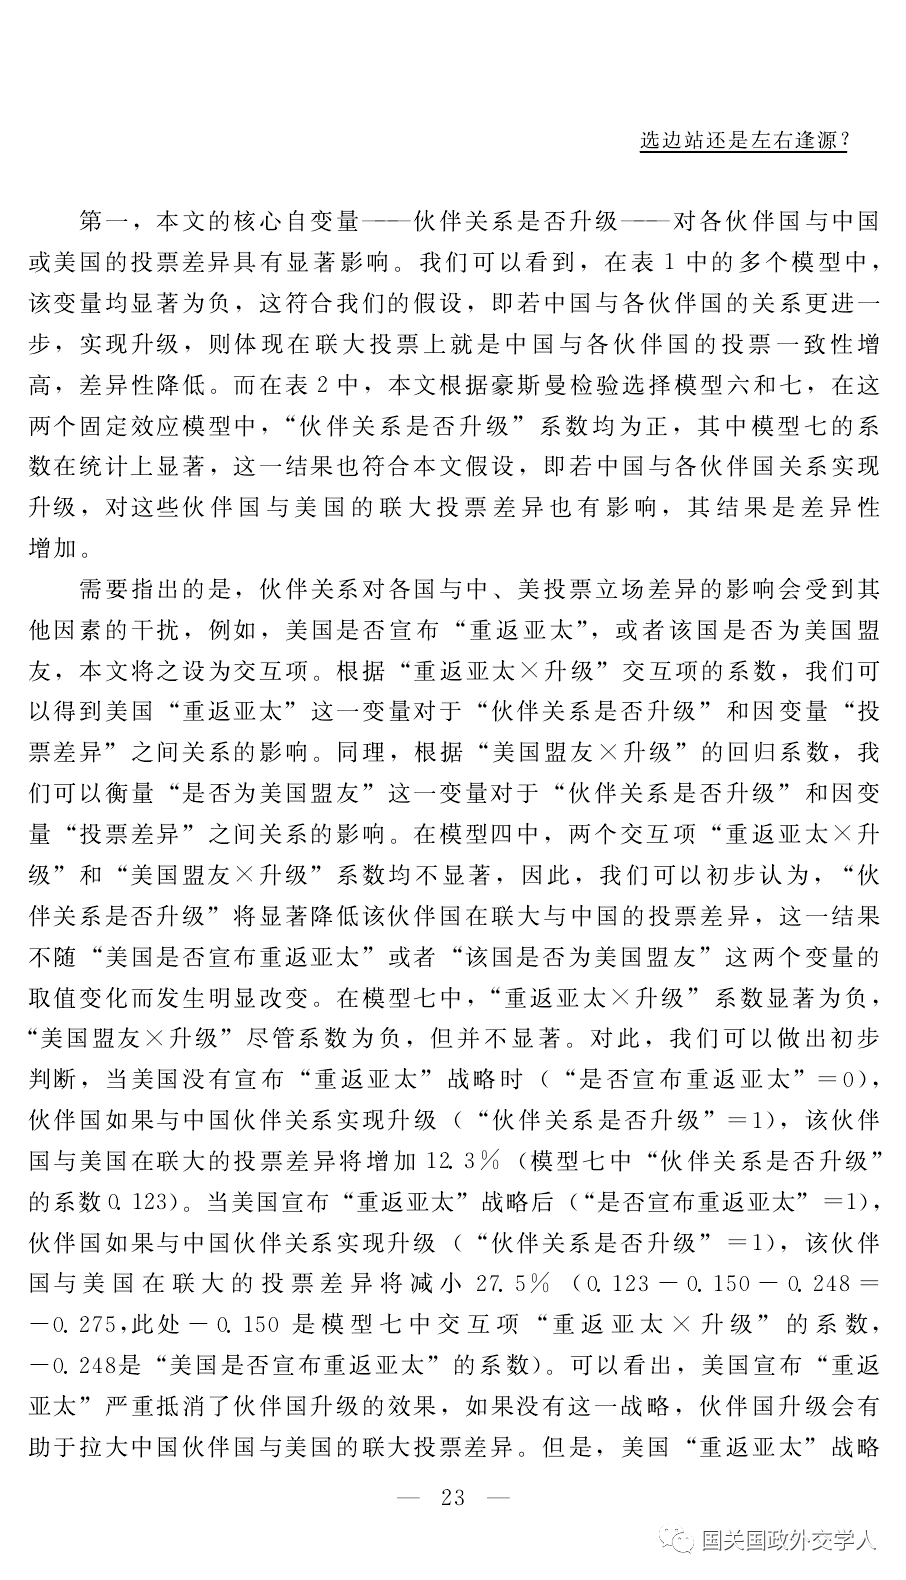 选边站还是左右逢源？
第一，本文的核心自变量——伙伴关系是否升级——对各伙伴国与中国
或美国的投票差异具有显著影响。我们可以看到，在表 1 中的多个模型中，
该变量均显著为负，这符合我们的假设，即若中国与各伙伴国的关系更进一
步，实现升级，则体现在联大投票上就是中国与各伙伴国的投票一致性增
高，差异性降低。而在表 2 中，本文根据豪斯曼检验选择模型六和七，在这
两个固定效应模型中，“伙伴关系是否升级”系数均为正，其中模型七的系
数在统计上显著，这一结果也符合本文假设，即若中国与各伙伴国关系实现
升级，对这些伙伴国与美国的联大投票差异也有影响，其结果是差异性
增加。
需要指出的是，伙伴关系对各国与中、美投票立场差异的影响会受到其
他因素的干扰，例如，美国是否宣布“重返亚太”，或者该国是否为美国盟
友，本文将之设为交互项。根据“重返亚太×升级”交互项的系数，我们可
以得到美国“重返亚太”这一变量对于“伙伴关系是否升级”和因变量“投
票差异”之间关系的影响。同理，根据“美国盟友×升级”的回归系数，我
们可以衡量“是否为美国盟友”这一变量对于“伙伴关系是否升级”和因变
量“投票差异”之间关系的影响。在模型四中，两个交互项“重返亚太×升
级”和“美国盟友×升级”系数均不显著，因此，我们可以初步认为，“伙
伴关系是否升级”将显著降低该伙伴国在联大与中国的投票差异，这一结果
不随“美国是否宣布重返亚太”或者“该国是否为美国盟友”这两个变量的
取值变化而发生明显改变。在模型七中，“重返亚太×升级”系数显著为负，
“美国盟友×升级”尽管系数为负，但并不显著。对此，我们可以做出初步
判断，当美国没有宣布“重返亚太”战略时（“是否宣布重返亚太”＝0），
伙伴国如果与中国伙伴关系实现升级（“伙伴关系是否升级”＝1），该伙伴
国与美国在联大的投票差异将增加 12.3％（模型七中“伙伴关系是否升级”
的系数 0.123）。当美国宣布“重返亚太”战略后（“是否宣布重返亚太”＝1），
伙伴国如果与中国伙伴关系实现升级（“伙伴关系是否升级”＝1），该伙伴
国与美国在联大的投票差异将减小 27.5％（0.123－0.150－0.248＝
－0.275，此处－0.150 是模型七中交互项“重返亚太×升级”的系数，
－0.248是“美国是否宣布重返亚太”的系数）。可以看出，美国宣布“重返
亚太”严重抵消了伙伴国升级的效果，如果没有这一战略，伙伴国升级会有
助于拉大中国伙伴国与美国的联大投票差异。但是，美国“重返亚太”战略
— 23 —
国关国政外交学人